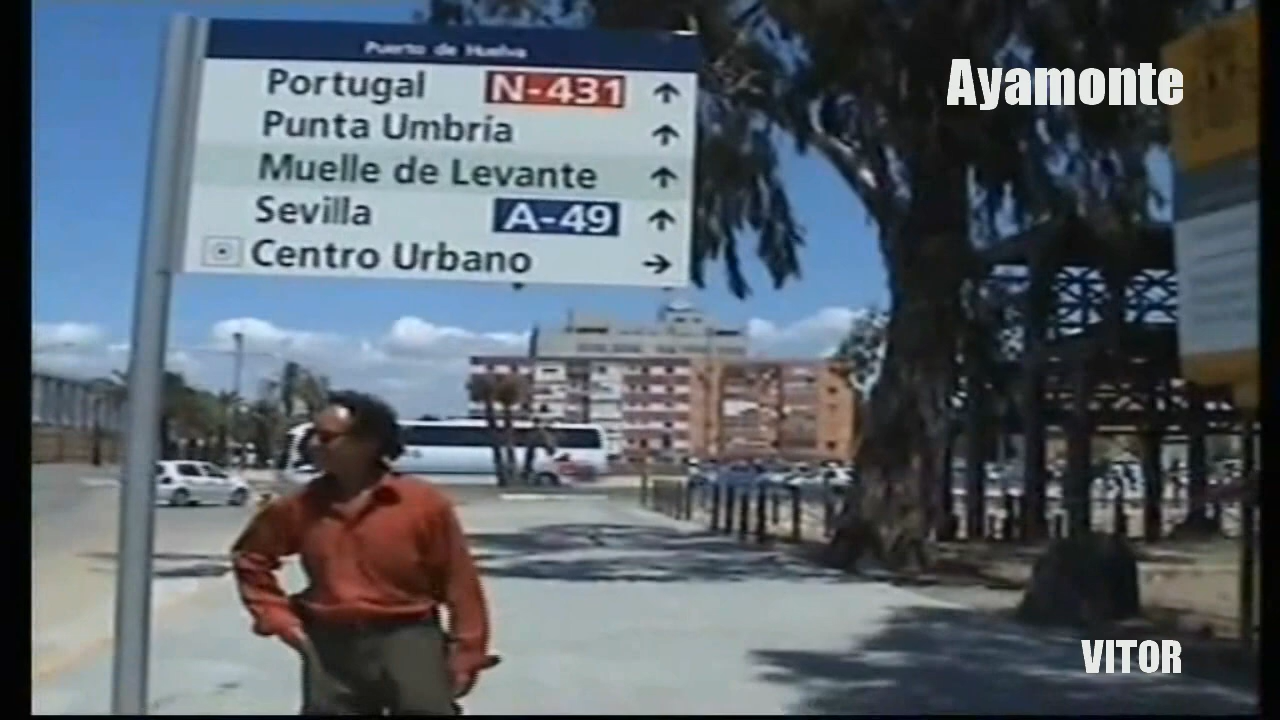 Puerto de Huelva
Portugal N-431
Punta Umbría
Muelle de Levante
Sevilla A-49
Centro Urbano
Ayamonte
VITOR